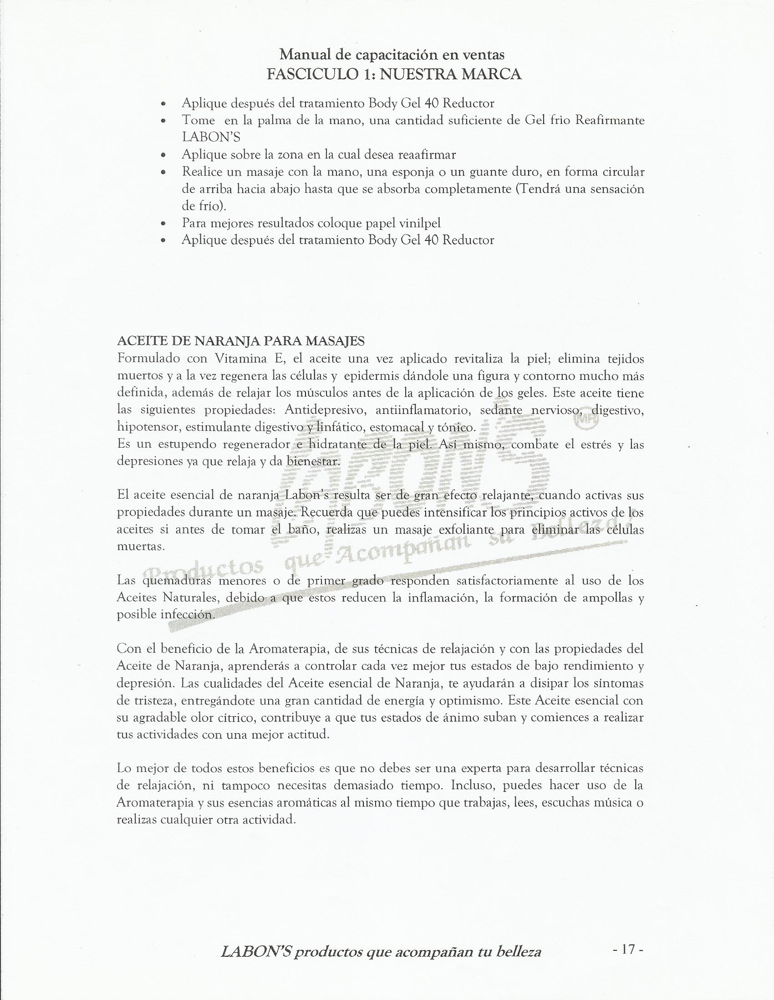 Manual de capacitación en ventas
FASCICULO 1: NUESTRA MARCA
• Aplique después del tratamiento Body Gel 40 Reductor
• Tome en la palma de la mano, una cantidad suficiente de Gel frìo Reafirmante
LABON'S
• Aplique sobre la zona en la cual desea reaafirmar
• Realice un masaje con la mano, una esponja o un guante duro, en forma circular
de arriba hacia abajo hasta que se absorba completamente (Tendrá una sensación
de frío).
• Para mejores resultados coloque papel vinilpel
• Aplique después del tratamiento Body Gel 40 Reductor
ACEITE DE NARANJA PARA MASAJES
Formulado con Vitamina E, el aceite una vez aplicado revitaliza la piel; elimina tejidos
muertos y a la vez regenera las células y epidermis dándole una figura y contorno mucho más
definida, además de relajar los músculos antes de la aplicación de los geles. Este aceite tiene
las siguientes propiedades: Antidepresivo, antiinflamatorio, sedante nervioso, digestivo,
hipotensor, estimulante digestivo y linfático, estomacal y tónico.
Es un estupendo regenerador e hidratante de la piel. Así mismo, combate el estrés y las
depresiones ya que relaja y da bienestar.
El aceite esencial de naranja Labon's resulta ser de gran efecto relajante, cuando activas sus
propiedades durante un masaje. Recuerda que puedes intensificar los principios activos de los
aceites si antes de tomar el baño, realizas un masaje exfoliante para eliminar las células
muertas.
LABON'S MR
Productos que Acompañan su Belleza!
Las quemaduras menores o de primer grado responden satisfactoriamente al uso de los
Aceites Naturales, debido a que estos reducen la inflamación, la formación de ampollas y
posible infección.
Con el beneficio de la Aromaterapia, de sus técnicas de relajación y con las propiedades del
Aceite de Naranja, aprenderás a controlar cada vez mejor tus estados de bajo rendimiento y
depresión. Las cualidades del Aceite esencial de Naranja, te ayudarán a disipar los síntomas
de tristeza, entregándote una gran cantidad de energía y optimismo. Este Aceite esencial con
su agradable olor cítrico, contribuye a que tus estados de ánimo suban y comiences a realizar
tus actividades con una mejor actitud.
Lo mejor de todos estos beneficios es que no debes ser una experta para desarrollar técnicas
de relajación, ni tampoco necesitas demasiado tiempo. Incluso, puedes hacer uso de la
Aromaterapia y sus esencias aromáticas al mismo tiempo que trabajas, lees, escuchas música o
realizas cualquier otra actividad.
LABON'S productos que acompañan tu belleza
- 17 -